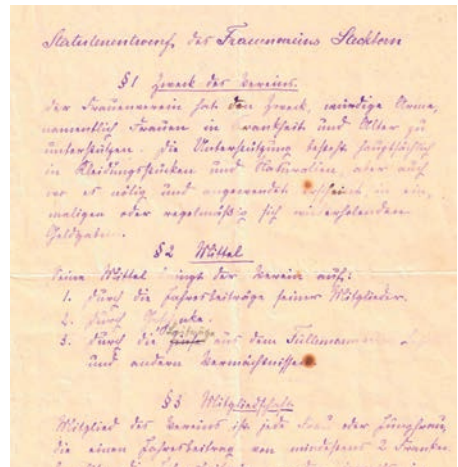 Statutenentwurf des Frauenvereins Steckborn
§ 1 Zweck des Vereins.
Der Frauenverein hat den Zweck, würdige Arme,
namentlich Frauen in Krankheit und Alter zu
unterstützen. Die Unterstützung besteht hauptsächlich
in Kleidungsstücken und Naturalien, aber auch
wo es nötig und angewendet erscheint in ein-
maligen oder regelmäßig sich wiederholenden
Geldgaben.
§ 2 Mittel
Seine Mittel bringt der Verein auf:
1. Durch die Jahresbeiträge seiner Mitglieder.
2. Durch Geschenke.
3. Durch die Beiträge aus dem
und andern Vermächtnissen
§ 3 Mitgliedschaft
Mitglied des Vereins ist jede Frau oder Jungfrau,
die einen Jahresbeitrag von mindestens 2 Franken